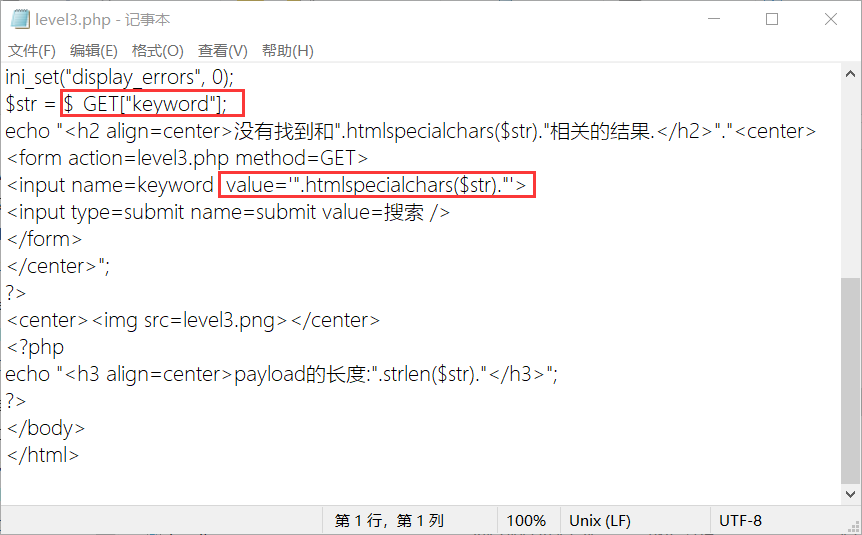 level3.php - 记事本
文件(F) 编辑(E) 格式(O) 查看(V) 帮助(H)
ini_set("display_errors", 0);
$str = $_GET["keyword"];
echo "<h2 align=center>没有找到和".htmlspecialchars($str)."相关的结果.</h2>"."<center>
<form action=level3.php method=GET>
<input name=keyword  value='".htmlspecialchars($str)."'>
<input type=submit name=submit value=搜索 />
</form>
</center>";
?>
<center><img src=level3.png></center>
<?php
echo "<h3 align=center>payload的长度:".strlen($str)."</h3>";
?>
</body>
</html>
第 1 行，第 1 列 100% Unix (LF) UTF-8